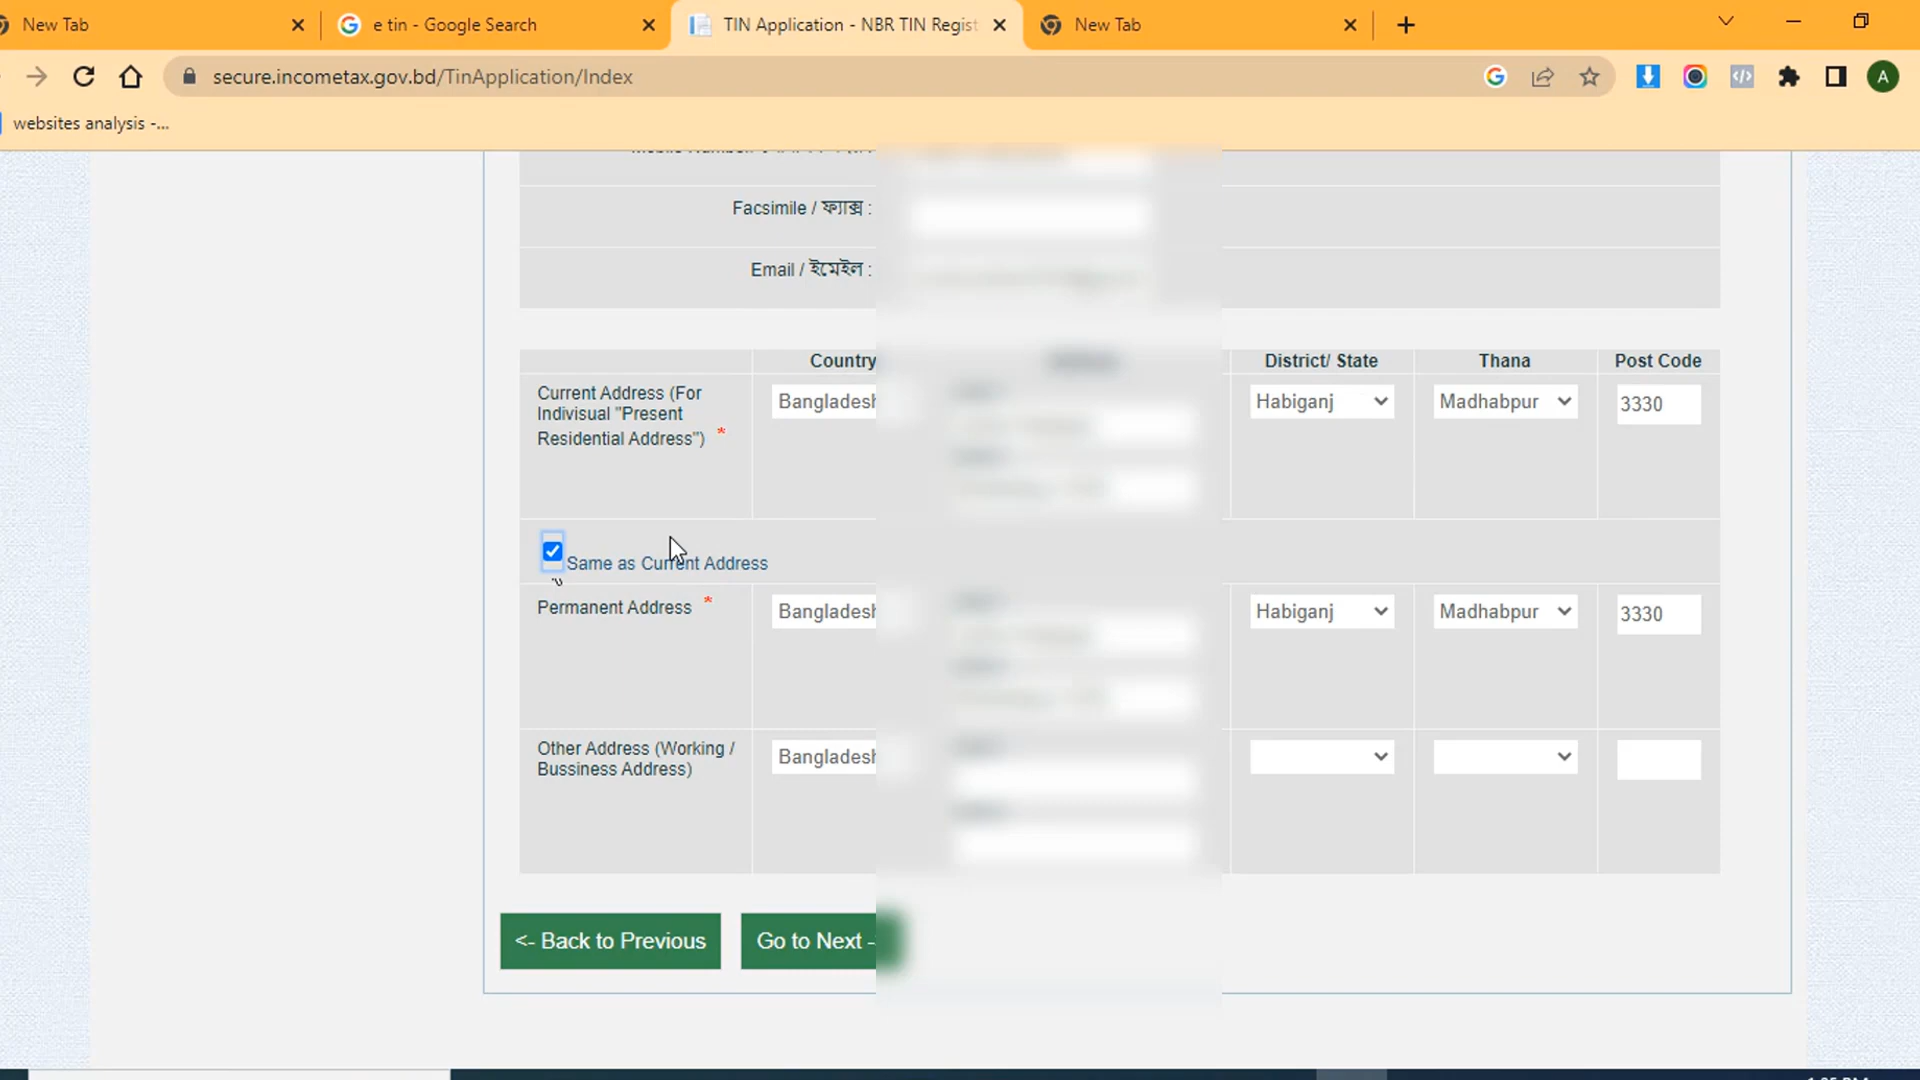 New Tab
e tin - Google Search
TIN Application - NBR TIN Regist
New Tab
secure.incometax.gov.bd/TinApplication/Index
A
websites analysis -...
Facsimile / ফ্যাক্স :
Email / ইমেইল :
Country
District/ State
Thana
Post Code
Current Address (For
Indivisual "Present
Residential Address") *
Bangladesh
Habiganj
Madhabpur
3330
Same as Current Address
Permanent Address *
Bangladesh
Habiganj
Madhabpur
3330
Other Address (Working /
Bussiness Address)
Bangladesh
<- Back to Previous
Go to Next -